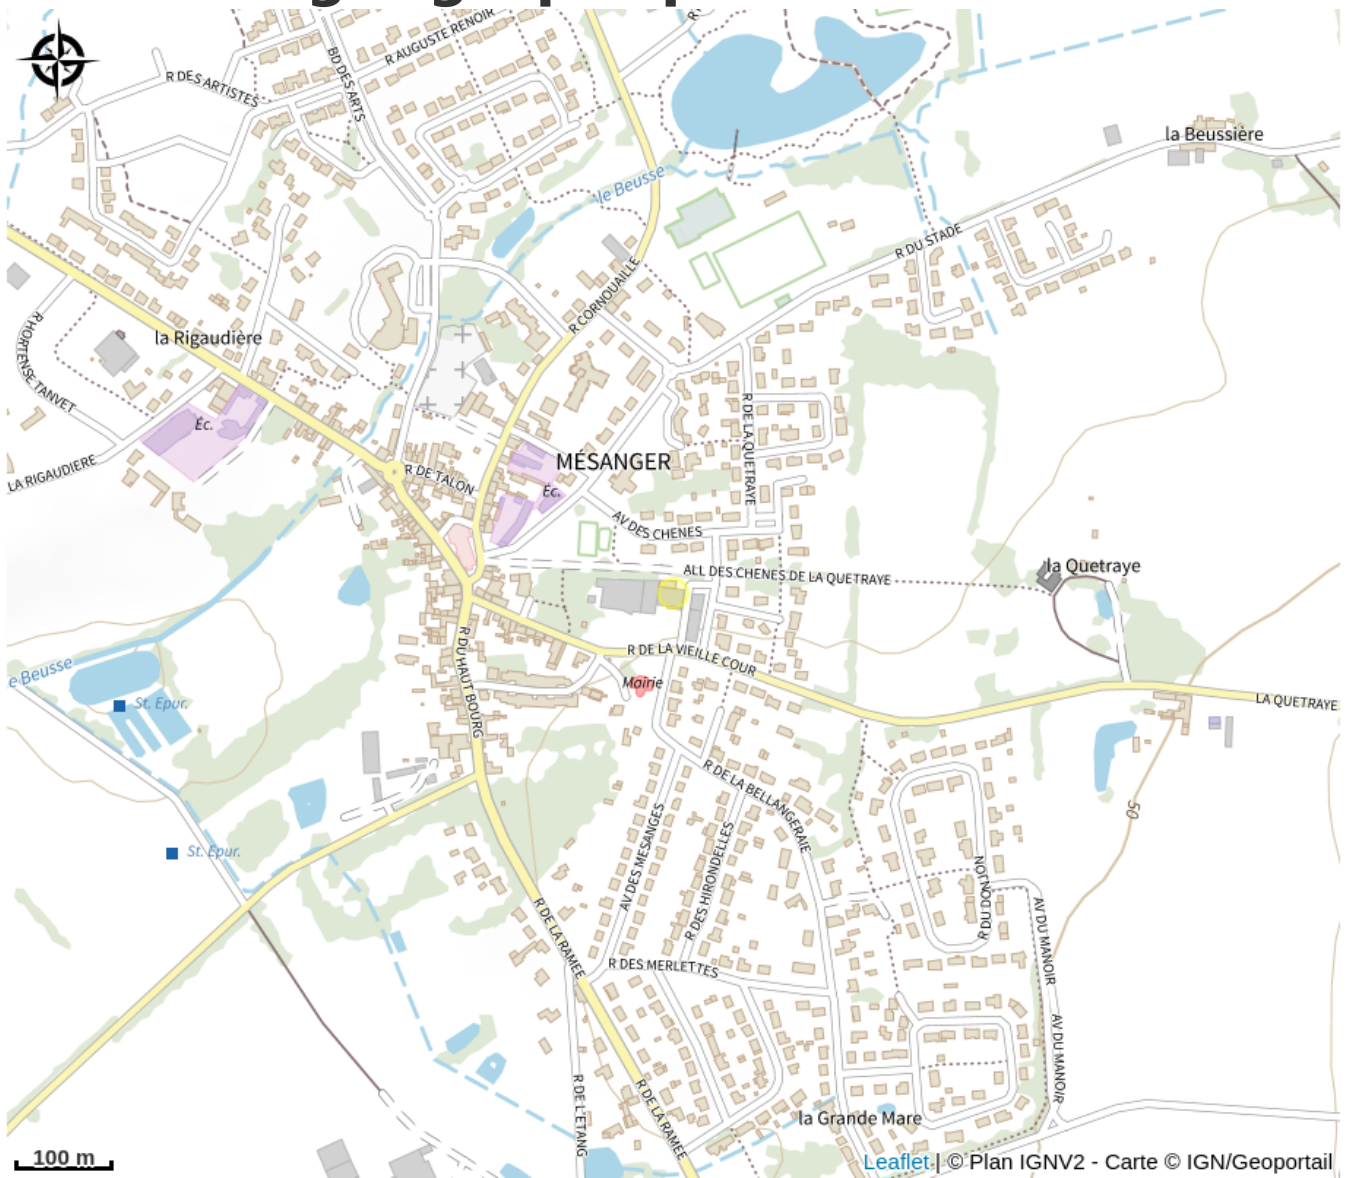 R AUGUSTE RENOIR
BD DES ARTS
R DES ARTISTES
la Beussière
le Beusse
R DU STADE
R CORNOUAILLE
R HORTENSE TANVET
la Rigaudière
Éc.
R DE LA QUETRAYE
LA RIGAUDIERE
R DE TALON
MÉSANGER
Éc.
AV DES CHENES
ALL DES CHENES DE LA QUETRAYE
la Quetraye
R DU HAUT BOURG
R DE LA VIEILLE COUR
e Beusse
Mairie
St. Epur.
LA QUETRAYE
R DE LA BELLANGERAIE
50
AV DES MESANGES
R DES HIRONDELLES
St. Epur.
R DU DONJON
R DE LA RAMEE
AV DU MANOIR
R DES MERLETTES
AV DU MANOIR
R DE L'ETANG
R DE LA RAMEE
la Grande Mare
100 m
Leaflet | © Plan IGNV2 - Carte © IGN/Geoportail